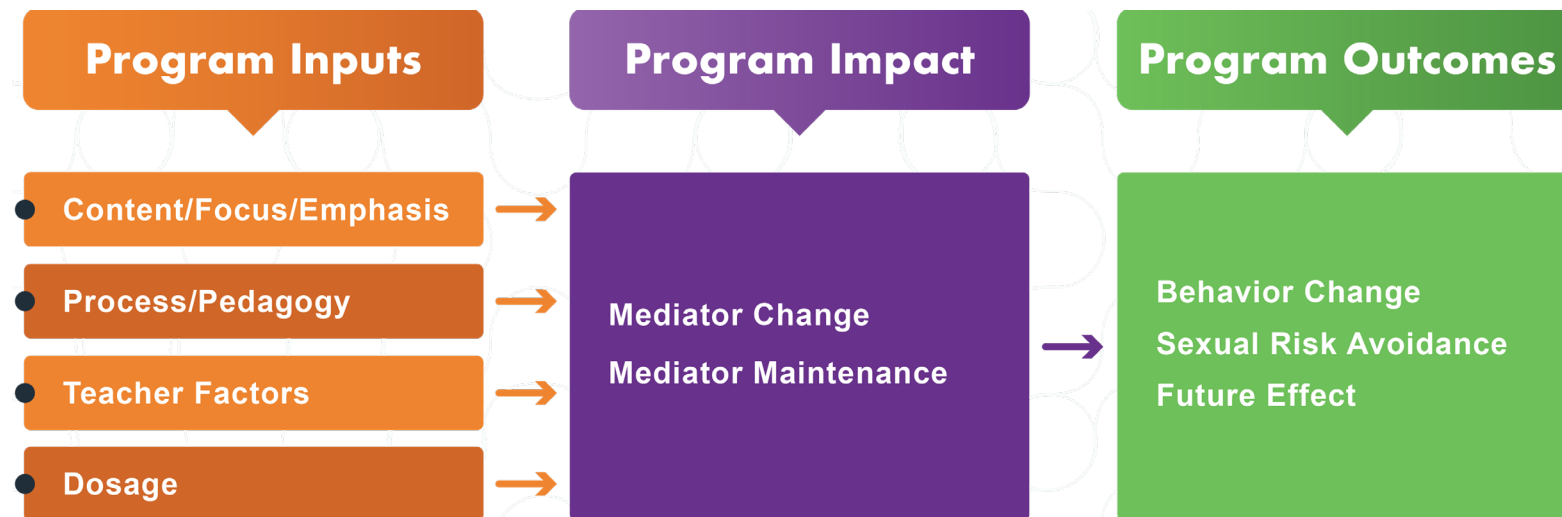 Program Inputs
Program Impact
Program Outcomes
Content/Focus/Emphasis
Process/Pedagogy
Teacher Factors
Dosage
Mediator Change
Mediator Maintenance
Behavior Change
Sexual Risk Avoidance
Future Effect